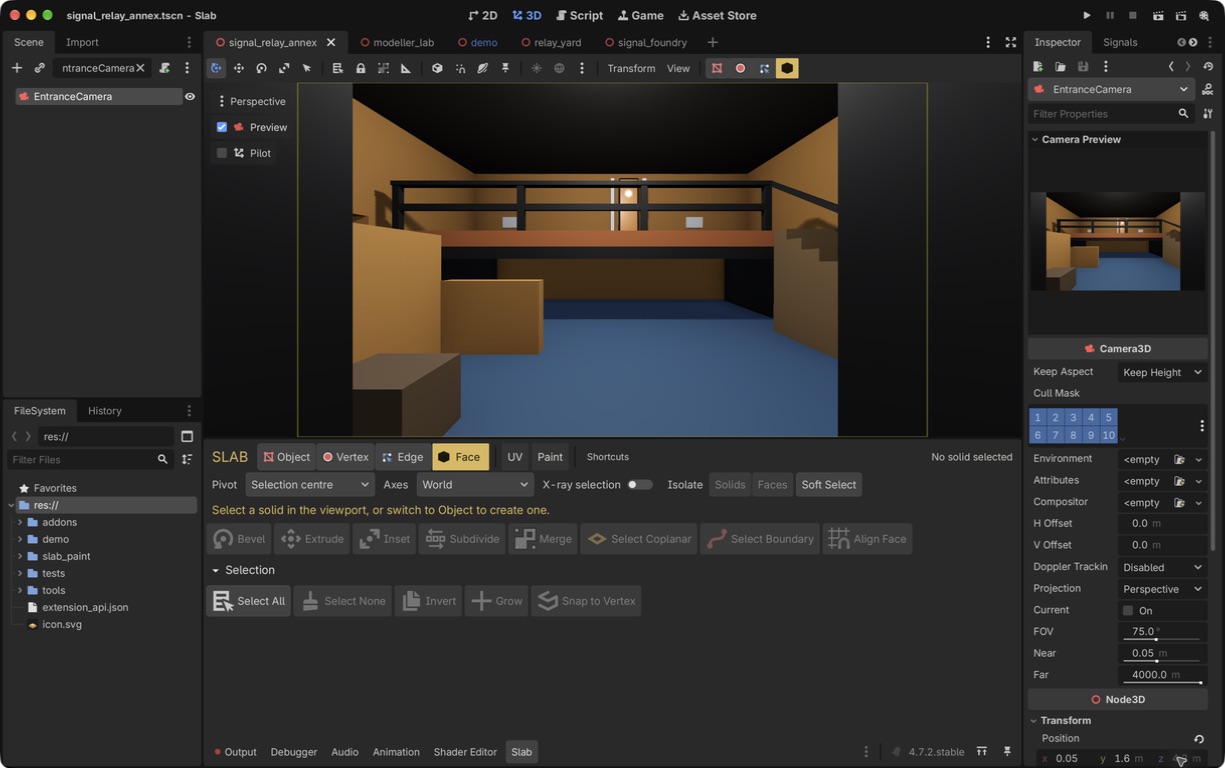 signal_relay_annex.tscn - Slab
2D 3D Script Game Asset Store
Scene Import
signal_relay_annex modeller_lab demo relay_yard signal_foundry
Inspector Signals
ntranceCamera
Transform View
EntranceCamera
EntranceCamera
Perspective
Preview
Pilot
Filter Properties
Camera Preview
Camera3D
Keep Aspect Keep Height
Cull Mask
1 2 3 4 5
6 7 8 9 10
Environment <empty
Attributes <empty
Compositor <empty
H Offset 0.0 m
V Offset 0.0 m
Doppler Trackin Disabled
Projection Perspective
Current On
FOV 75.0 °
Near 0.05 m
Far 4000.0 m
Node3D
Transform
Position
x 0.05 y 1.6 m z
FileSystem History
res://
Filter Files
Favorites
res://
addons
demo
slab_paint
tests
tools
extension_api.json
icon.svg
SLAB Object Vertex Edge Face UV Paint Shortcuts No solid selected
Pivot Selection centre Axes World X-ray selection Isolate Solids Faces Soft Select
Select a solid in the viewport, or switch to Object to create one.
Bevel Extrude Inset Subdivide Merge Select Coplanar Select Boundary Align Face
Selection
Select All Select None Invert Grow Snap to Vertex
Output Debugger Audio Animation Shader Editor Slab 4.7.2.stable